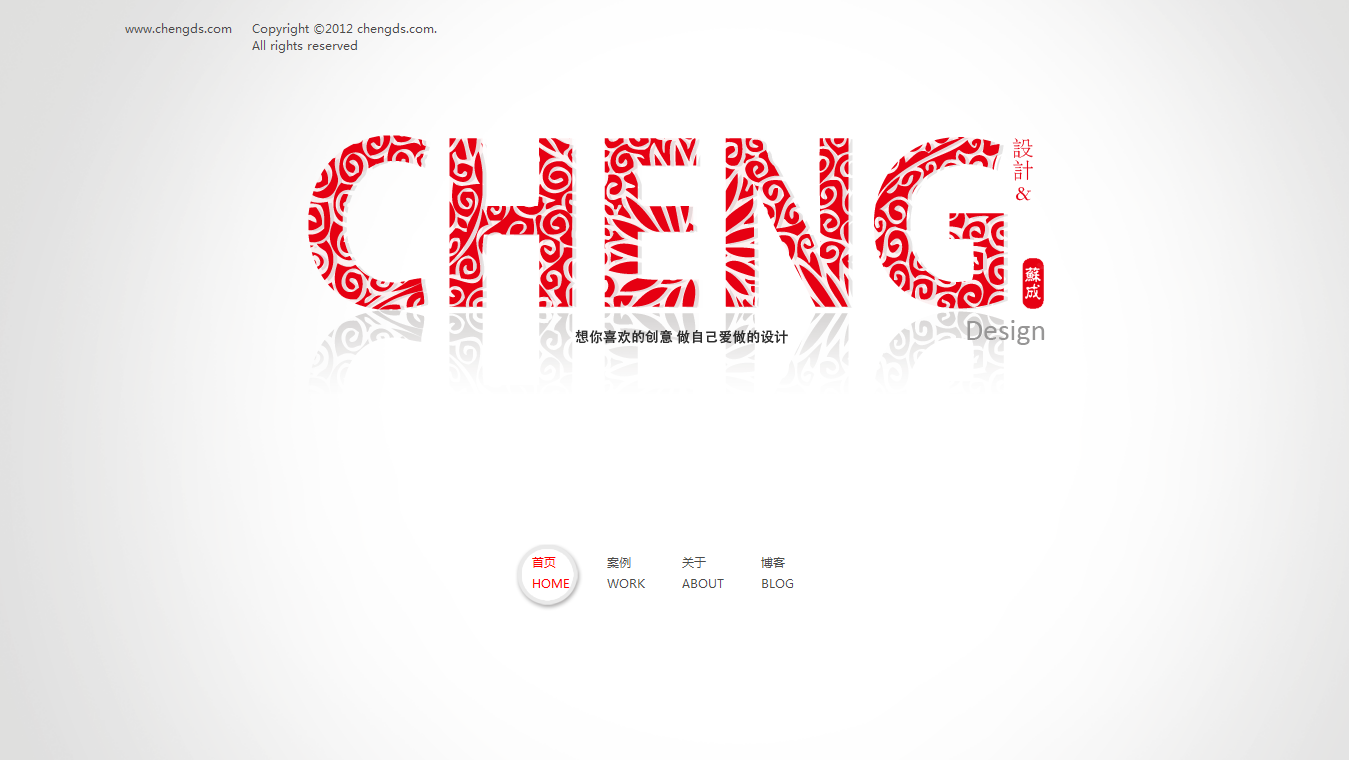 www.chengds.com
Copyright ©2012 chengds.com.
All rights reserved
CHENG
設計&
蘇成
Design
想你喜欢的创意 做自己爱做的设计
首页
HOME
案例
WORK
关于
ABOUT
博客
BLOG